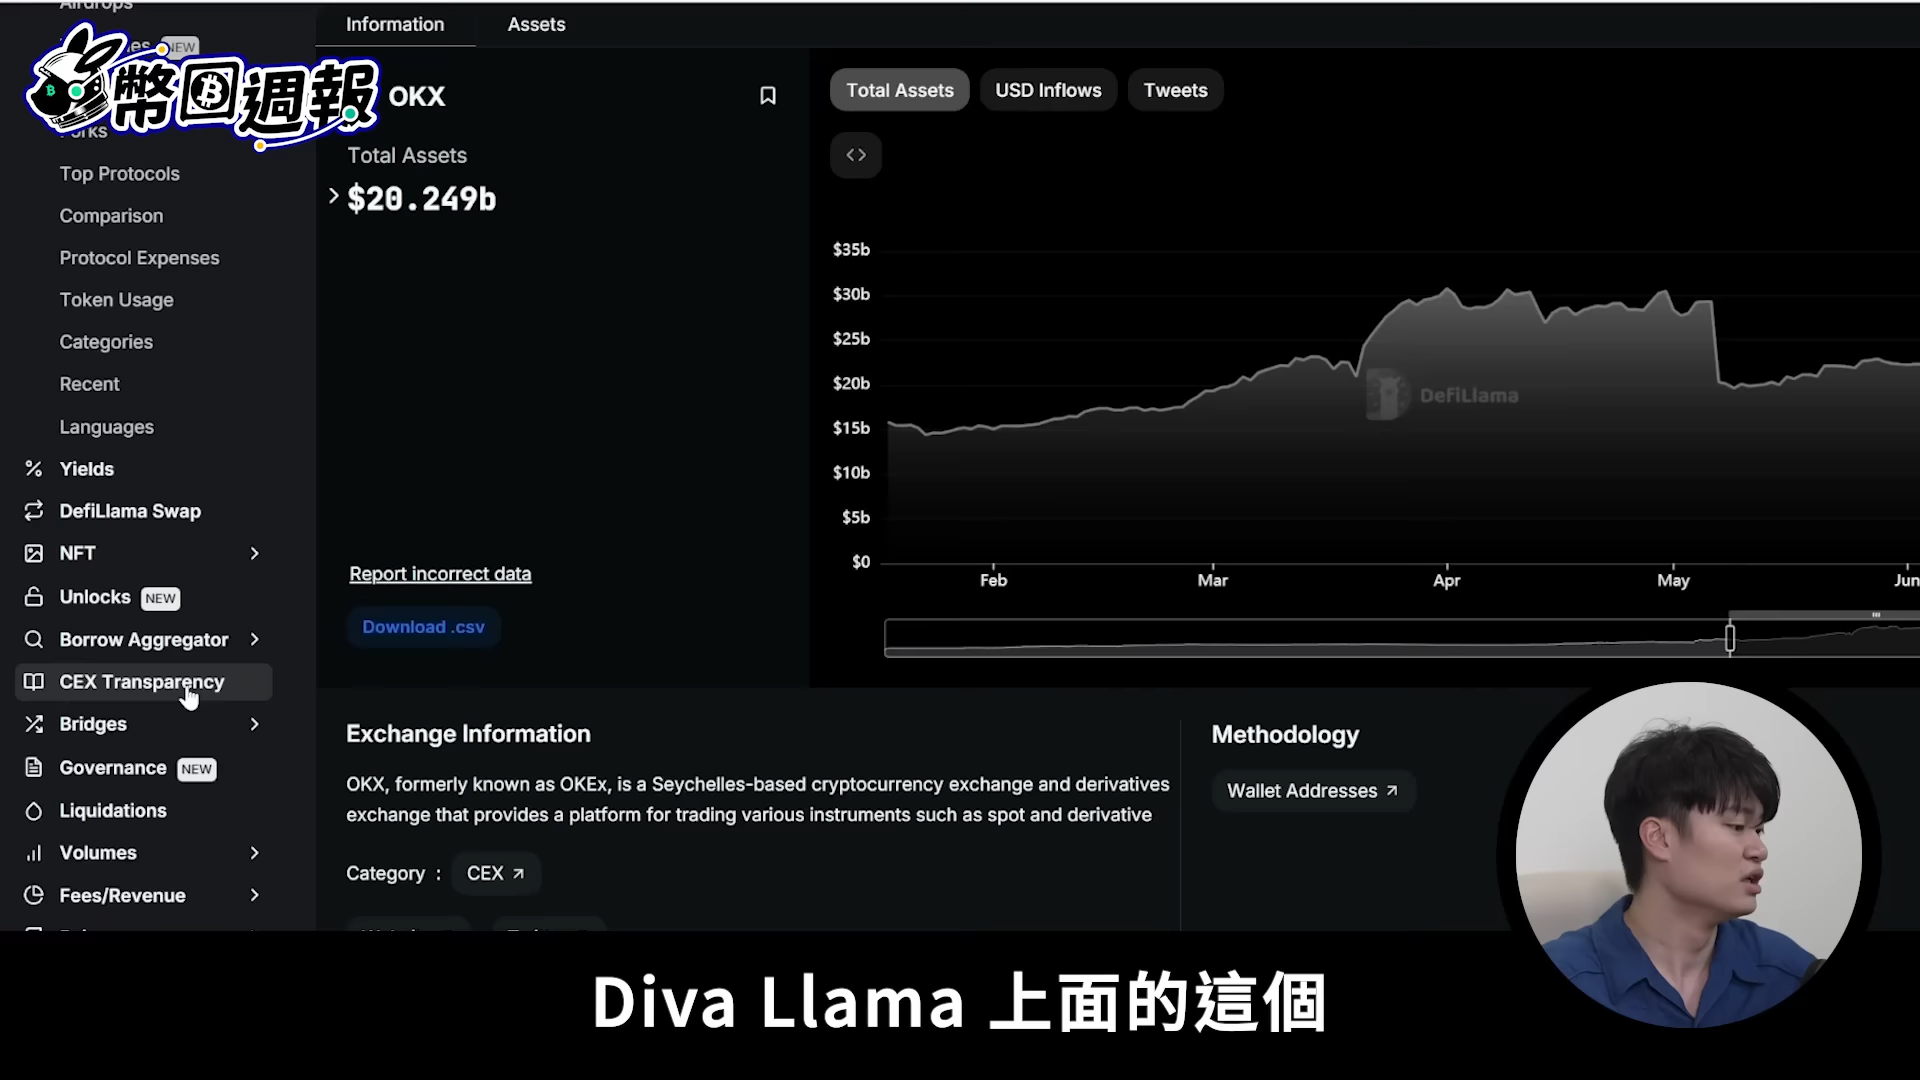 Airdrops
NEW
幣圈週報
Forks
Top Protocols
Comparison
Protocol Expenses
Token Usage
Categories
Recent
Languages
Yields
DefiLlama Swap
NFT
Unlocks NEW
Borrow Aggregator
CEX Transparency
Bridges
Governance NEW
Liquidations
Volumes
Fees/Revenue
Information Assets
OKX
Total Assets
$20.249b
Report incorrect data
Download .csv
Total Assets USD Inflows Tweets
$35b
$30b
$25b
$20b
$15b
$10b
$5b
$0
Feb Mar Apr May Jun
DefiLlama
Exchange Information
OKX, formerly known as OKEx, is a Seychelles-based cryptocurrency exchange and derivatives
exchange that provides a platform for trading various instruments such as spot and derivative
Category : CEX
Methodology
Wallet Addresses
Diva Llama 上面的這個